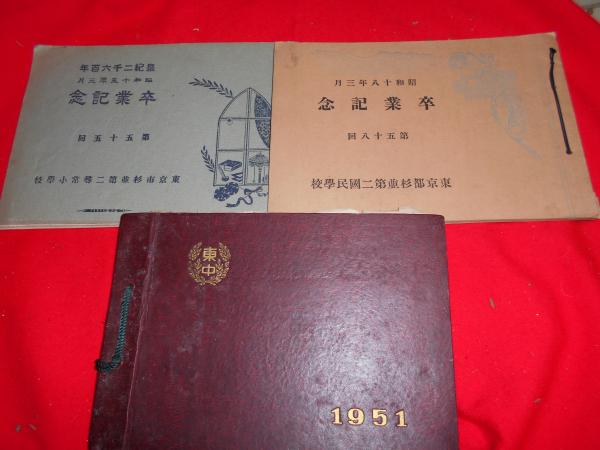 年百六千二紀皇
月三年五十和昭
念記業卒
回五十五第
校學小常尋二第並杉市京東
月三年八十和昭
念記業卒
回八十五第
校學民國二第並杉都京東
東中
1951